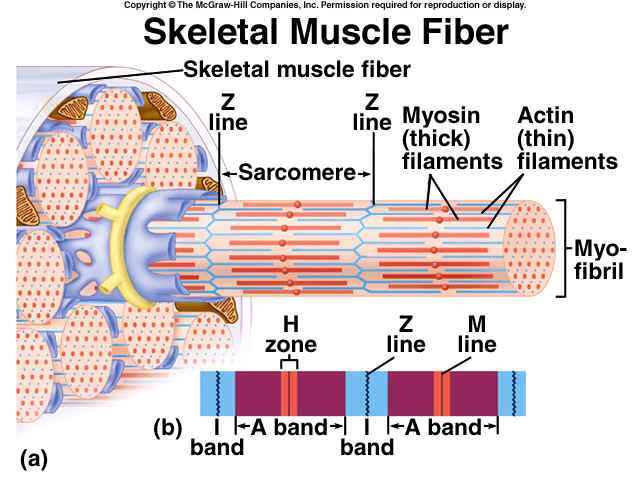 Copyright © The McGraw-Hill Companies, Inc. Permission required for reproduction or display.
Skeletal Muscle Fiber
Skeletal muscle fiber
Z
line
Z
line
Myosin
(thick)
filaments
Actin
(thin)
filaments
Sarcomere
Myo-
fibril
H
zone
Z
line
M
line
(b)
I
band
A band
I
band
A band
(a)